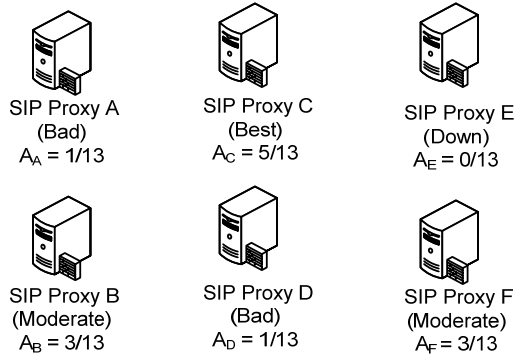 SIP Proxy A
(Bad)
A_A = 1/13
SIP Proxy C
(Best)
A_C = 5/13
SIP Proxy E
(Down)
A_E = 0/13
SIP Proxy B
(Moderate)
A_B = 3/13
SIP Proxy D
(Bad)
A_D = 1/13
SIP Proxy F
(Moderate)
A_F = 3/13